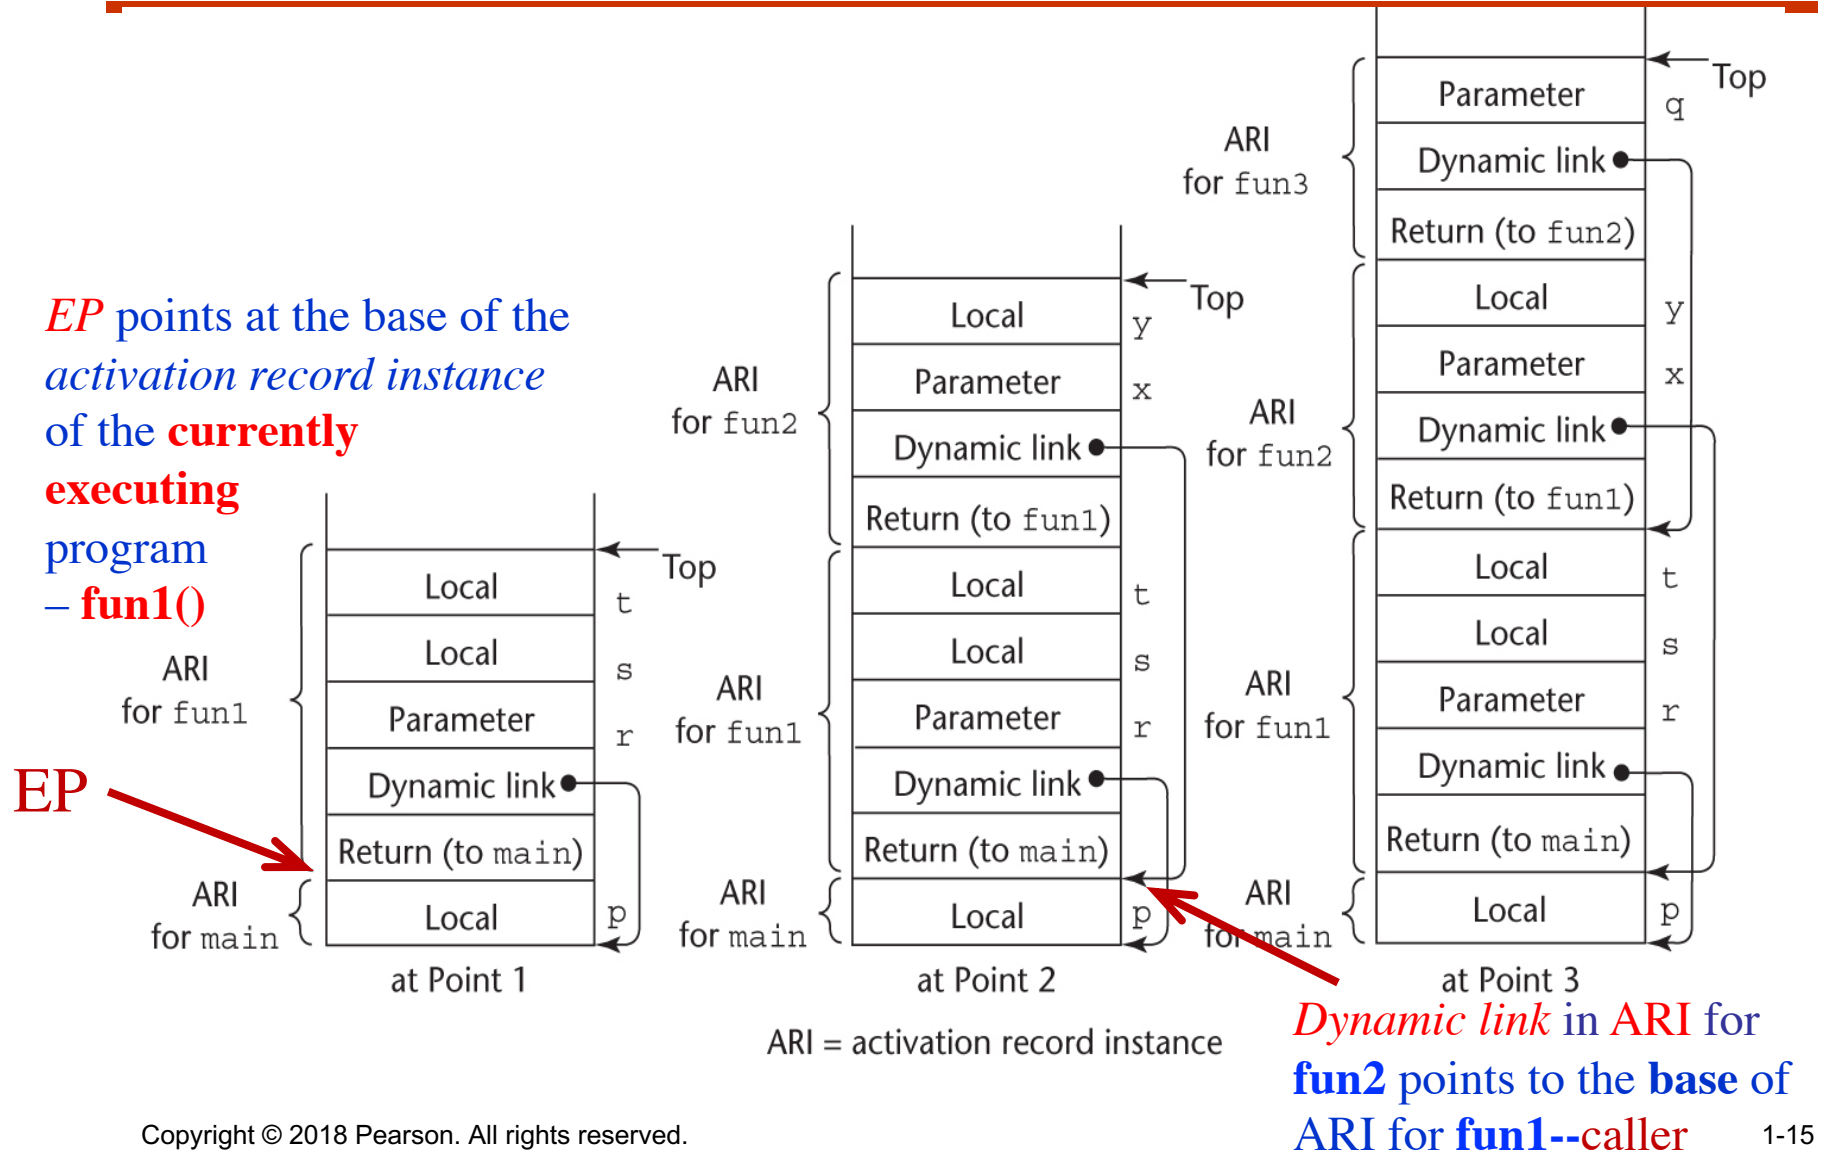 EP points at the base of the
activation record instance
of the currently
executing
program
– fun1()
EP
Top
Local
t
Local
s
ARI
for fun1
Parameter
r
Dynamic link
Return (to main)
ARI
for main
Local
p
at Point 1
Top
Local
y
ARI
for fun2
Parameter
x
Dynamic link
Return (to fun1)
Local
t
Local
s
ARI
for fun1
Parameter
r
Dynamic link
Return (to main)
ARI
for main
Local
p
at Point 2
Top
Parameter
q
ARI
for fun3
Dynamic link
Return (to fun2)
Local
y
Parameter
x
ARI
for fun2
Dynamic link
Return (to fun1)
Local
t
Local
s
ARI
for fun1
Parameter
r
Dynamic link
Return (to main)
ARI
for main
Local
p
at Point 3
ARI = activation record instance
Dynamic link in ARI for
fun2 points to the base of
ARI for fun1--caller
Copyright © 2018 Pearson. All rights reserved.
1-15